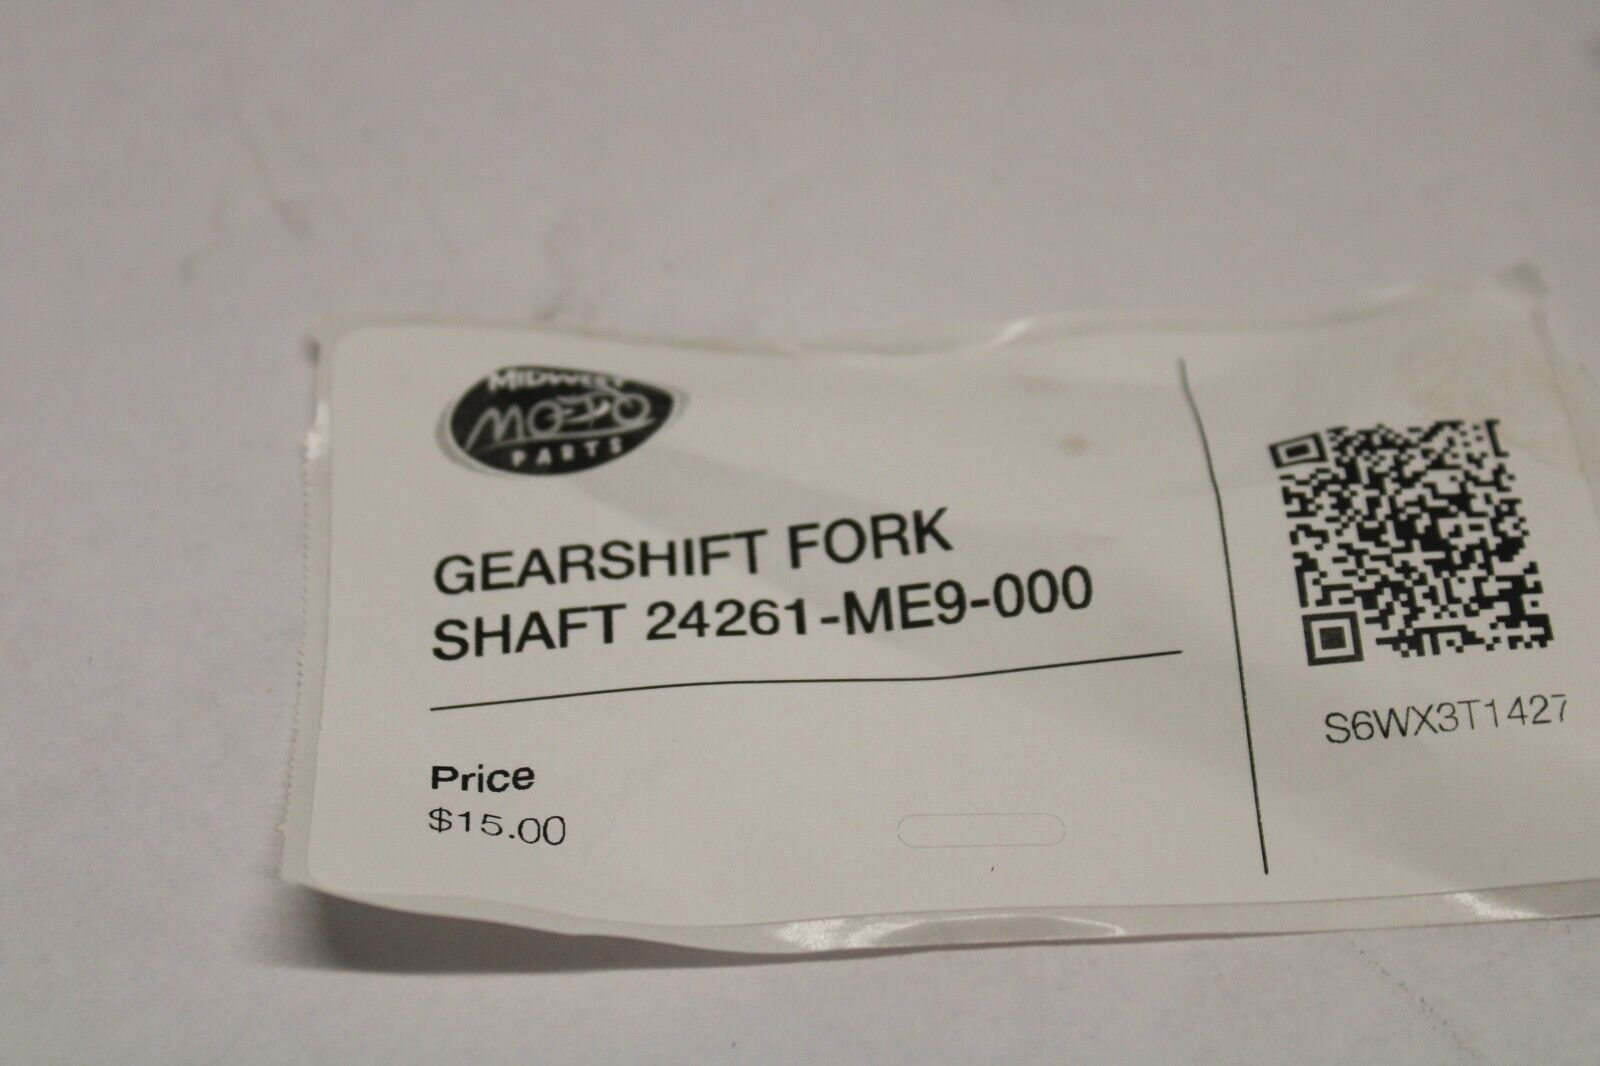 MIDWEST
MOTO
PARTS
GEARSHIFT FORK
SHAFT 24261-ME9-000
Price
$15.00
S6WX3T1427